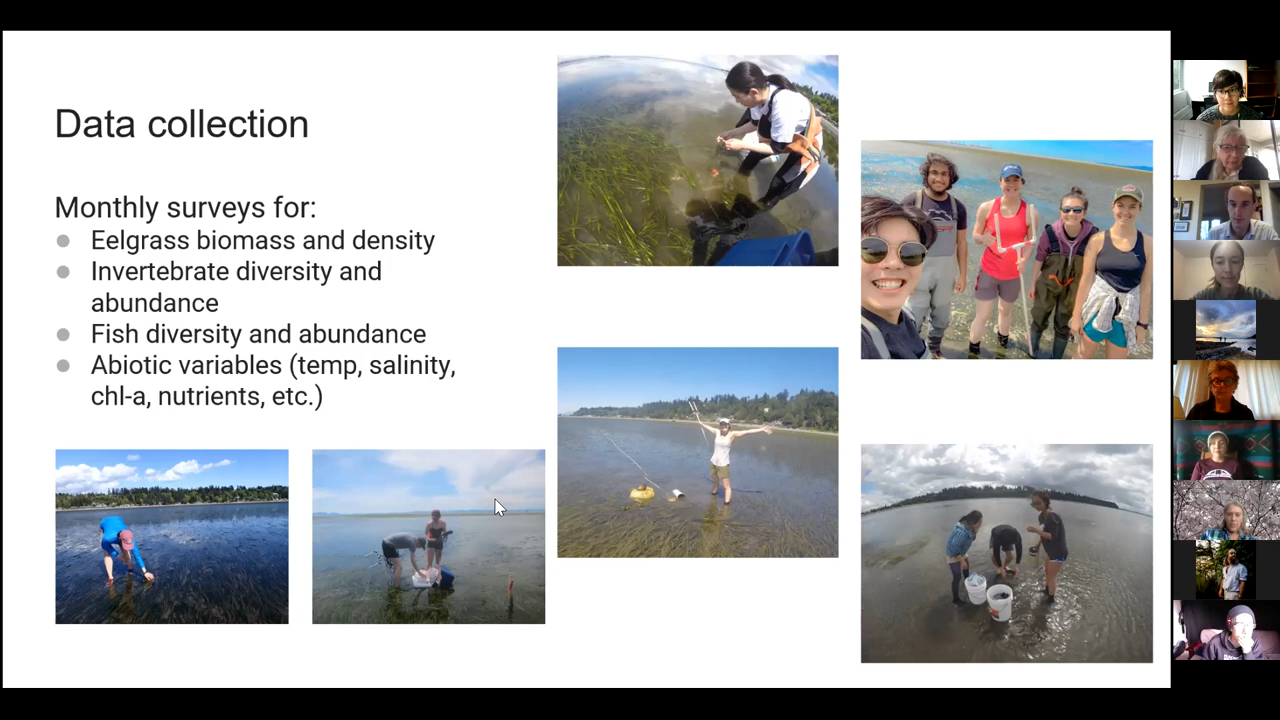 Data collection
Monthly surveys for:
Eelgrass biomass and density
Invertebrate diversity and
abundance
Fish diversity and abundance
Abiotic variables (temp, salinity,
chl-a, nutrients, etc.)